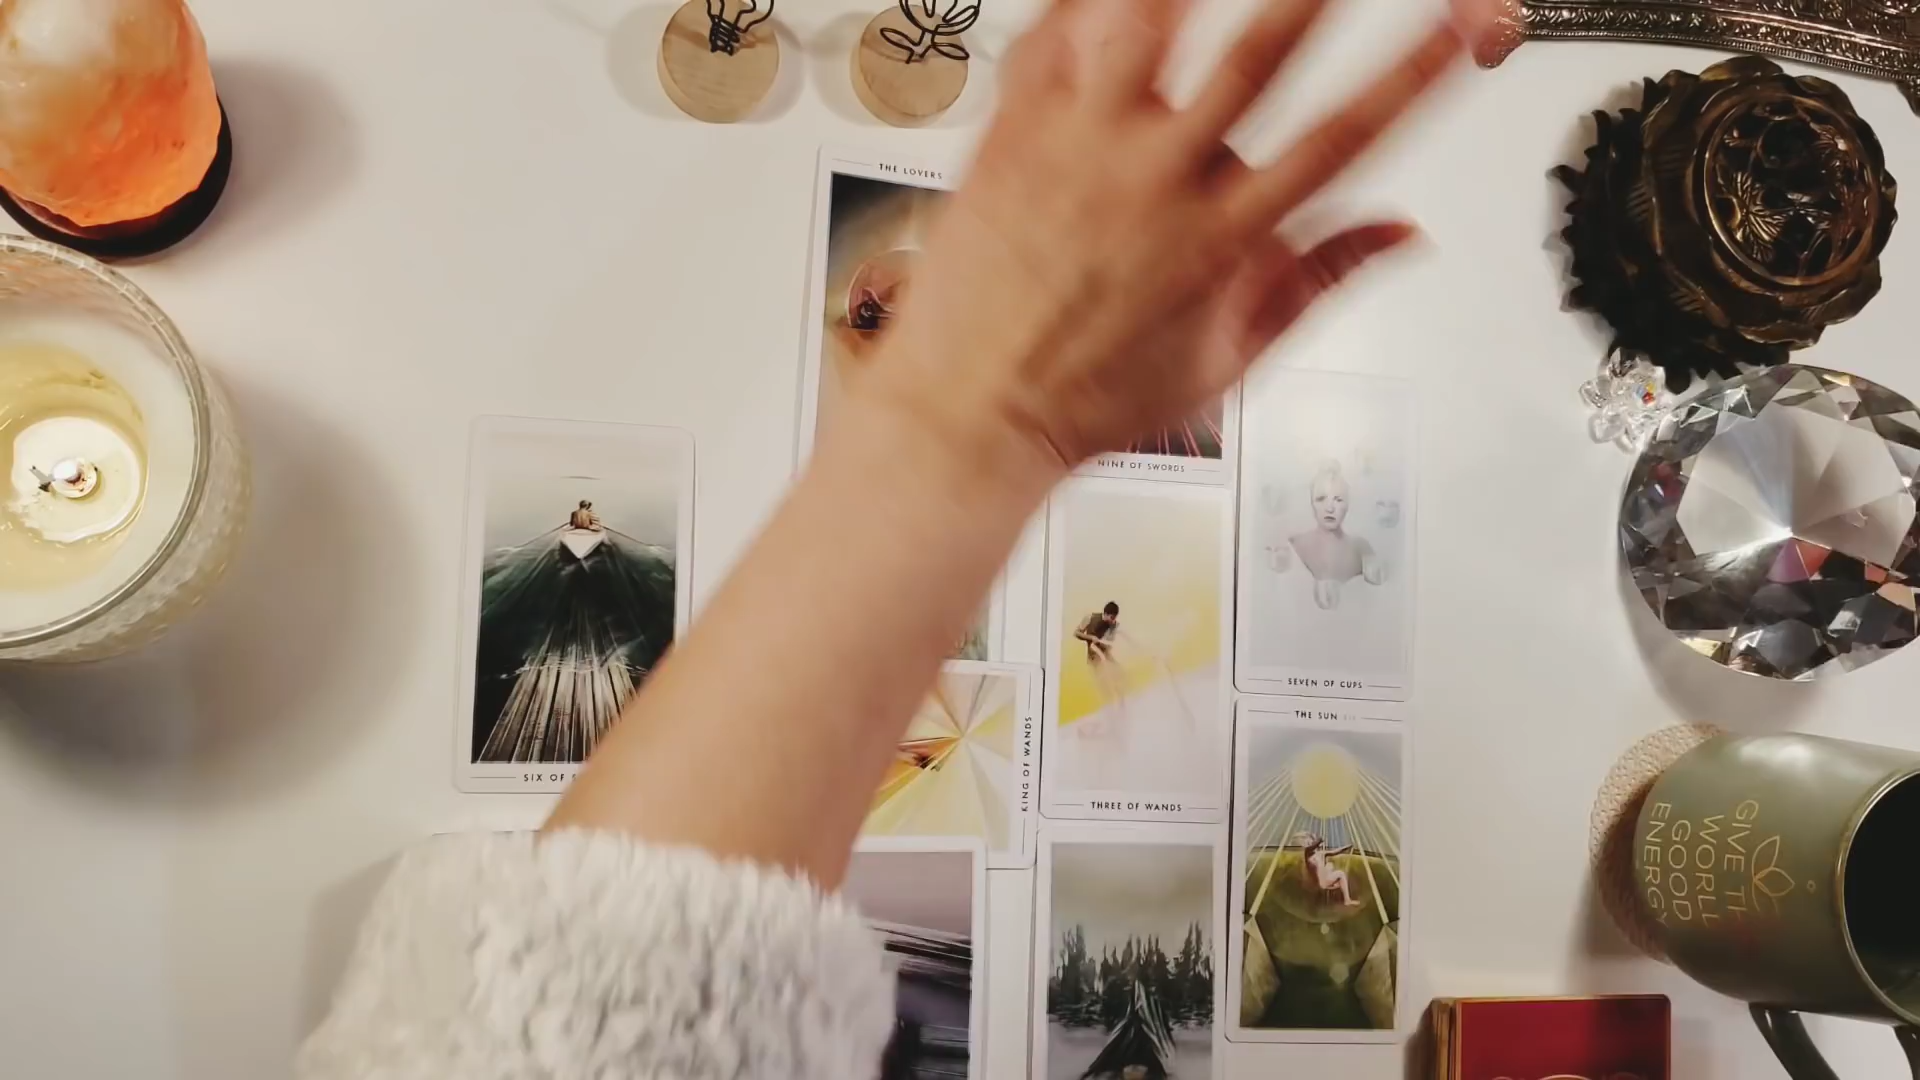 THE LOVERS
NINE OF SWORDS
SIX OF
KING OF WANDS
THREE OF WANDS
SEVEN OF CUPS
THE SUN
GIVE TH
WORL
GOOD
ENERGY